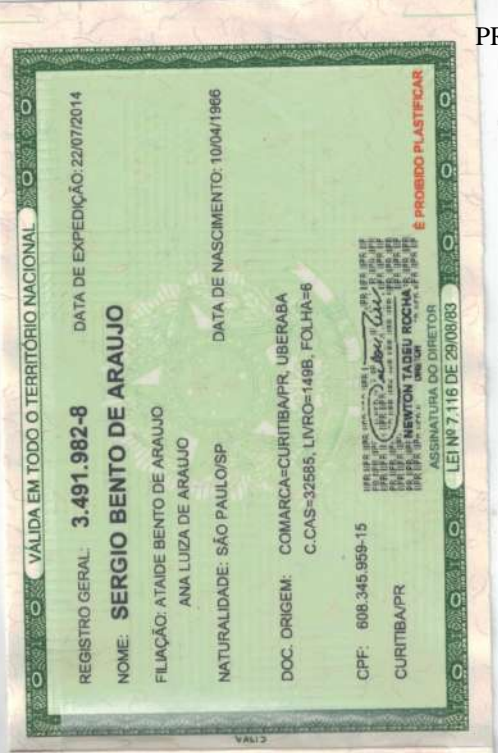 PR
VÁLIDA EM TODO O TERRITÓRIO NACIONAL
REGISTRO GERAL: 3.491.982-8 DATA DE EXPEDIÇÃO: 22/07/2014
NOME: SERGIO BENTO DE ARAUJO
FILIAÇÃO: ATAIDE BENTO DE ARAUJO
ANA LUIZA DE ARAUJO
NATURALIDADE: SÃO PAULO/SP DATA DE NASCIMENTO: 10/04/1966
DOC. ORIGEM: COMARCA=CURITIBA/PR, UBERABA
C.CAS=32585, LIVRO=149B, FOLHA=6
CPF: 608.345.959-15
CURITIBA/PR
NEWTON TADEU ROCHA
DIRETOR
ASSINATURA DO DIRETOR
É PROIBIDO PLASTIFICAR
LEI Nº 7.116 DE 29/08/83